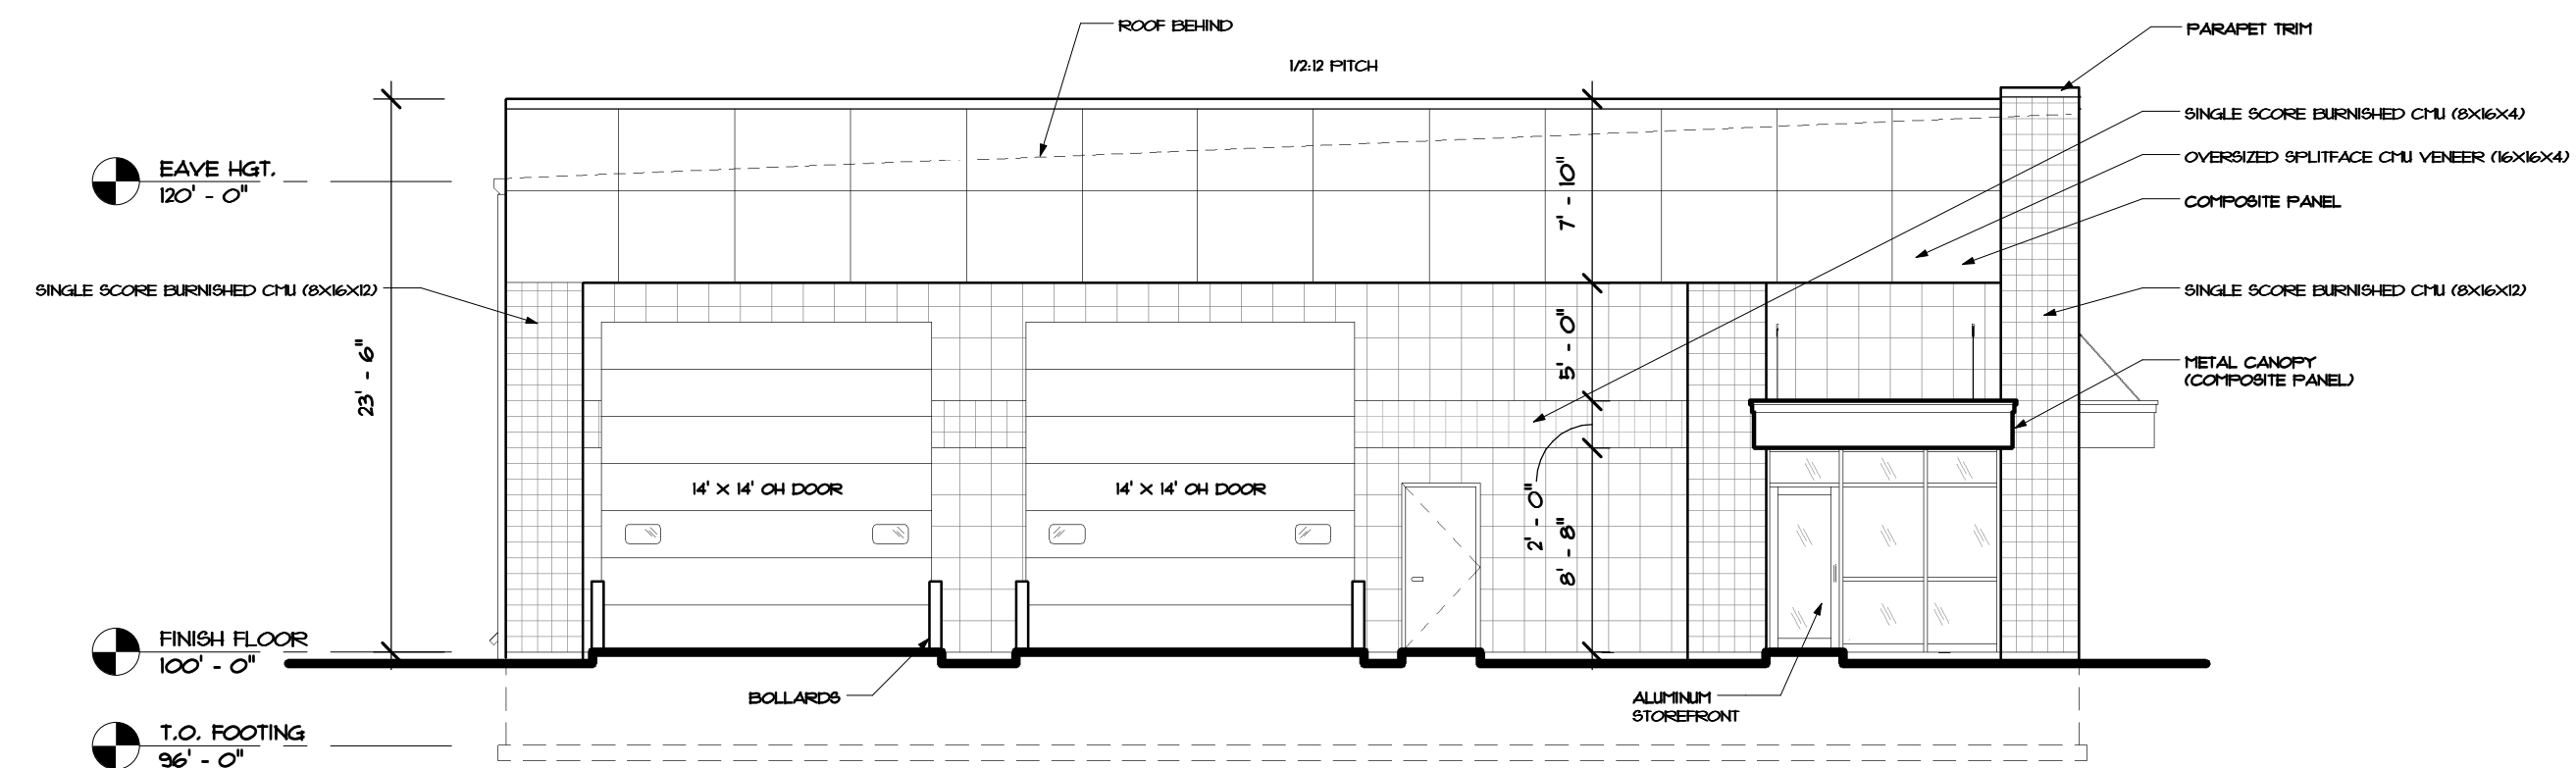 ROOF BEHIND
PARAPET TRIM
1/2:12 PITCH
SINGLE SCORE BURNISHED CMU (8X16X4)
OVERSIZED SPLITFACE CMU VENEER (16X16X4)
EAVE HGT.
120' - 0"
7' - 10"
COMPOSITE PANEL
SINGLE SCORE BURNISHED CMU (8X16X12)
SINGLE SCORE BURNISHED CMU (8X16X12)
23' - 6"
5' - 0"
METAL CANOPY
(COMPOSITE PANEL)
14' X 14' OH DOOR
14' X 14' OH DOOR
2' - 0"
8' - 8"
FINISH FLOOR
100' - 0"
BOLLARDS
ALUMINUM
STOREFRONT
T.O. FOOTING
96' - 0"